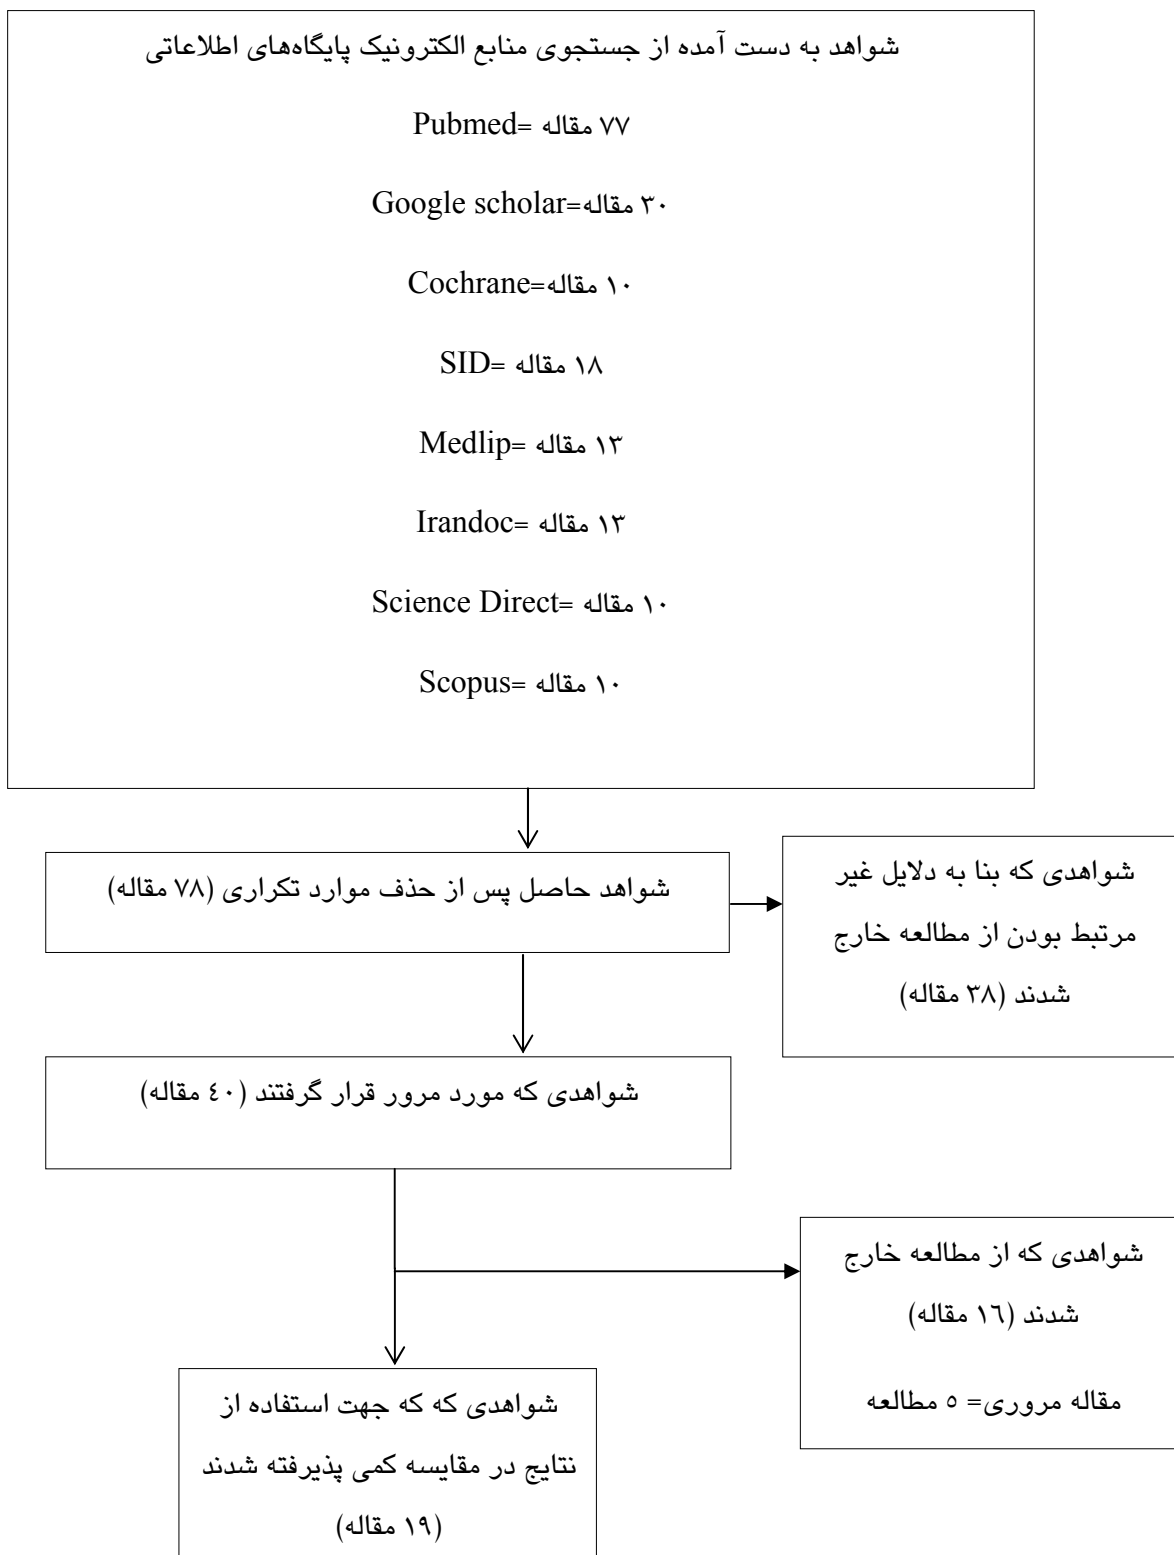 شواهد به دست آمده از جستجوی منابع الکترونیک پایگاه‌های اطلاعاتی
Pubmed= ۷۷ مقاله
Google scholar=۳۰ مقاله
Cochrane=۱۰ مقاله
SID= ۱۸ مقاله
Medlip= ۱۳ مقاله
Irandoc= ۱۳ مقاله
Science Direct= ۱۰ مقاله
Scopus= ۱۰ مقاله
شواهد حاصل پس از حذف موارد تکراری (۷۸ مقاله)
شواهدی که بنا به دلایل غیر
مرتبط بودن از مطالعه خارج
شدند (۳۸ مقاله)
شواهدی که مورد مرور قرار گرفتند (٤۰ مقاله)
شواهدی که از مطالعه خارج
شدند (۱٦ مقاله)
مقاله مروری= ٥ مطالعه
شواهدی که که جهت استفاده از
نتایج در مقایسه کمی پذیرفته شدند
(۱۹ مقاله)